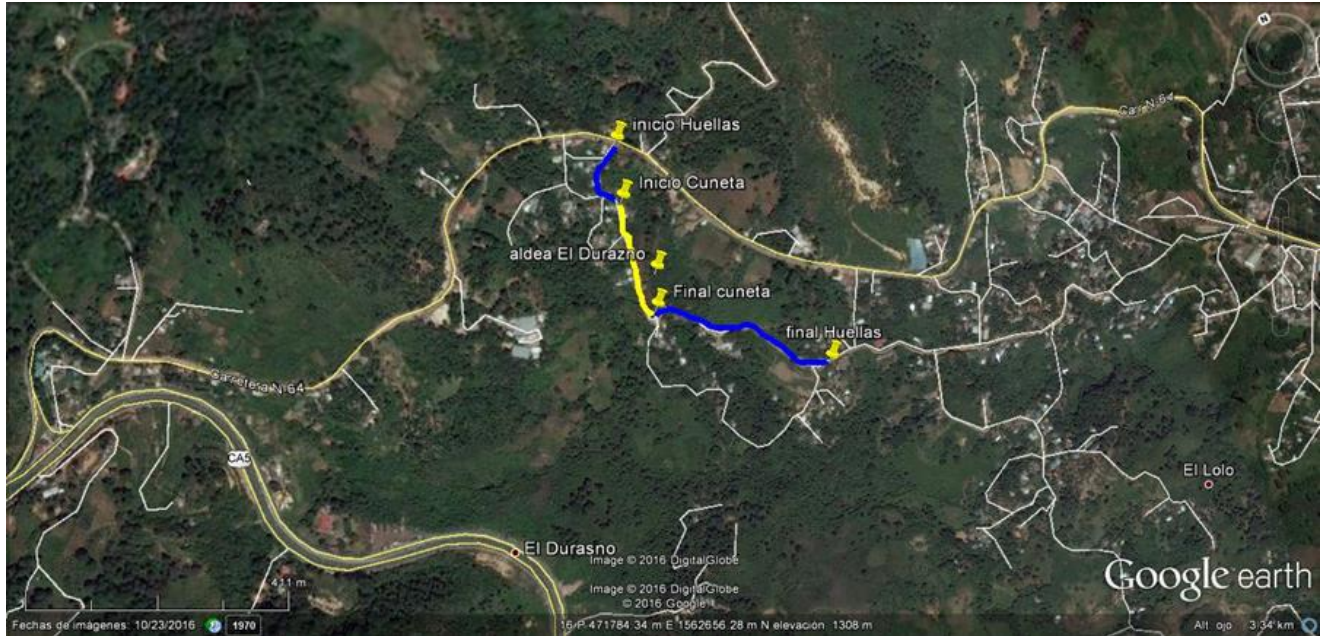 N
inicio Huellas
Carr N 64
Inicio Cuneta
aldea El Durazno
Final cuneta
final Huellas
Carretera N 64
CA5
El Lolo
El Durasno
Image © 2016 DigitalGlobe
411 m
Image © 2016 DigitalGlobe
© 2016 Google
Google earth
Fechas de imágenes: 10/23/2016 1970 16 P 471784.34 m E 1562656.28 m N elevación 1308 m Alt. ojo 3.34 km